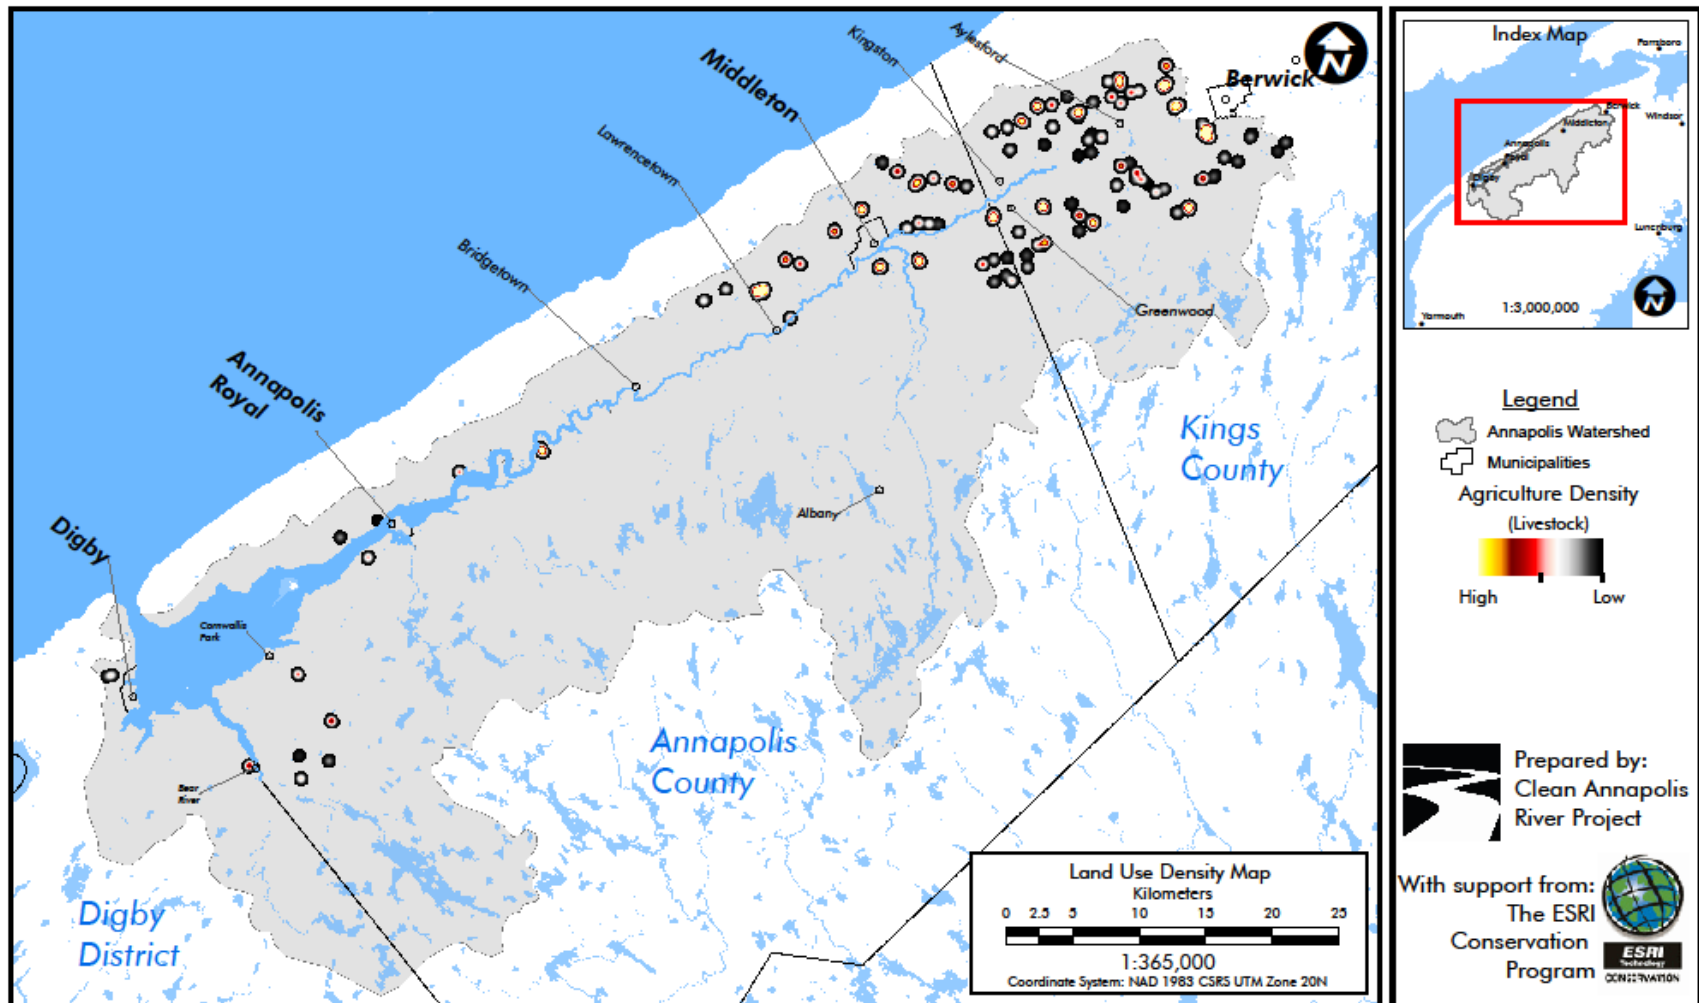 Kingston
Aylesford
Middleton
Berwick
Lawrencetown
Bridgetown
Greenwood
Annapolis
Royal
Kings
County
Albany
Digby
Cornwallis
Park
Annapolis
County
Bear
River
Digby
District
N
Land Use Density Map
Kilometers
0 2.5 5 10 15 20 25
1:365,000
Coordinate System: NAD 1983 CSRS UTM Zone 20N
Index Map
Parrsboro
Berwick
Windsor
Middleton
Annapolis
Royal
Digby
Lunenburg
1:3,000,000
Yarmouth
N
Legend
Annapolis Watershed
Municipalities
Agriculture Density
(Livestock)
High Low
Prepared by:
Clean Annapolis
River Project
With support from:
The ESRI
Conservation
Program
ESRI
Technology
CONSERVATION